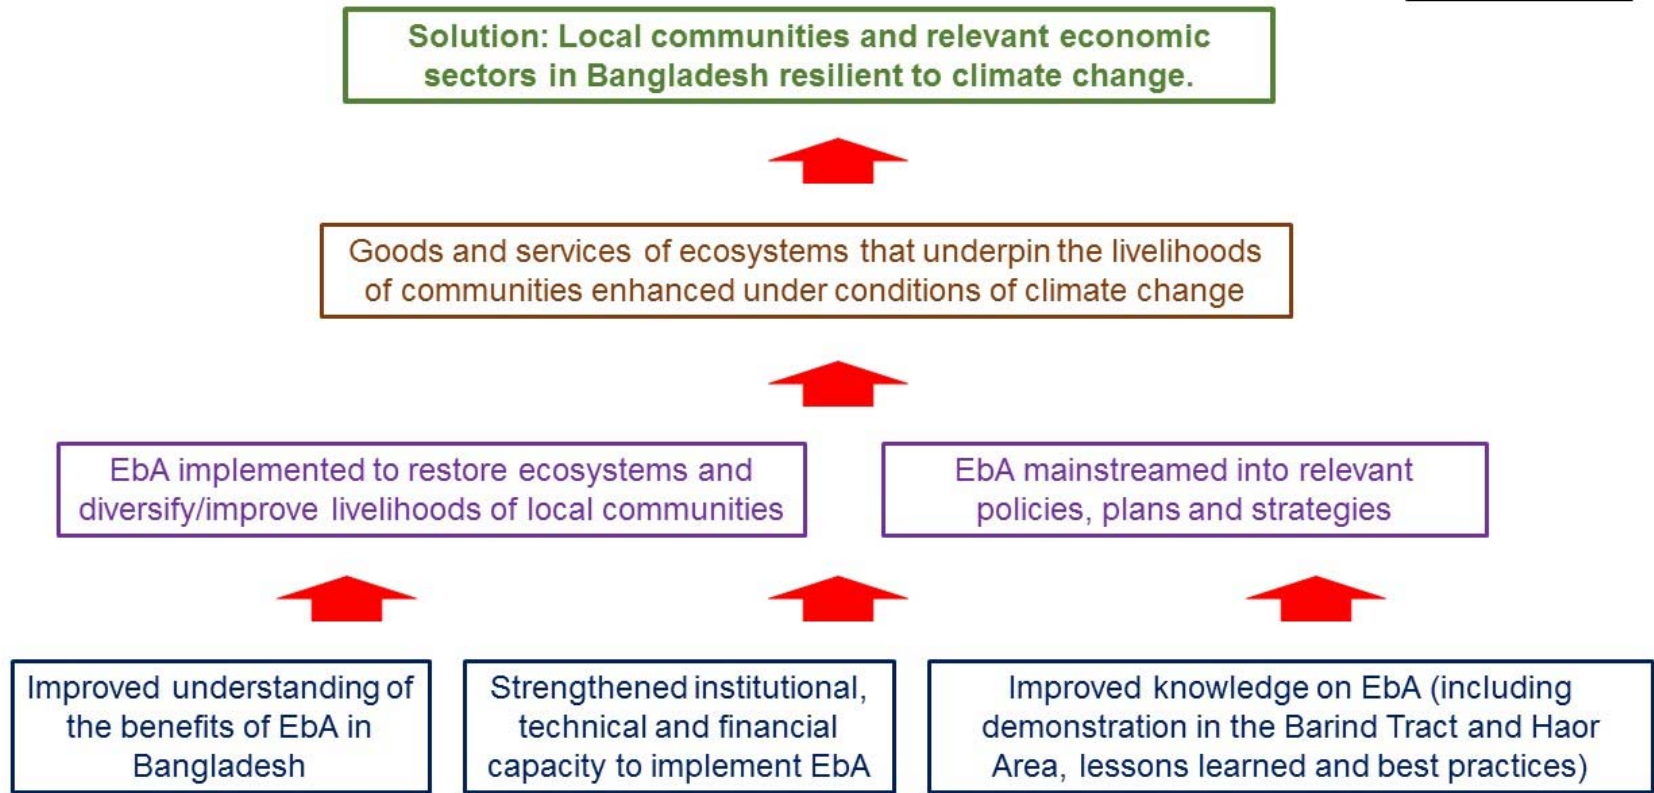 Solution: Local communities and relevant economic
sectors in Bangladesh resilient to climate change.
Goods and services of ecosystems that underpin the livelihoods
of communities enhanced under conditions of climate change
EbA implemented to restore ecosystems and
diversify/improve livelihoods of local communities
EbA mainstreamed into relevant
policies, plans and strategies
Improved understanding of
the benefits of EbA in
Bangladesh
Strengthened institutional,
technical and financial
capacity to implement EbA
Improved knowledge on EbA (including
demonstration in the Barind Tract and Haor
Area, lessons learned and best practices)